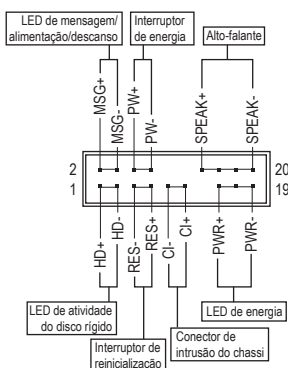 LED de mensagem/
alimentação/descanso
Interruptor
de energia
Alto-falante
MSG+
MSG-
PW+
PW-
SPEAK+
SPEAK-
2
20
1
19
HD+
HD-
RES-
RES+
CI-
CI+
PWR+
PWR-
LED de atividade
do disco rígido
Interruptor de
reinicialização
Conector de
intrusão do chassi
LED de energia